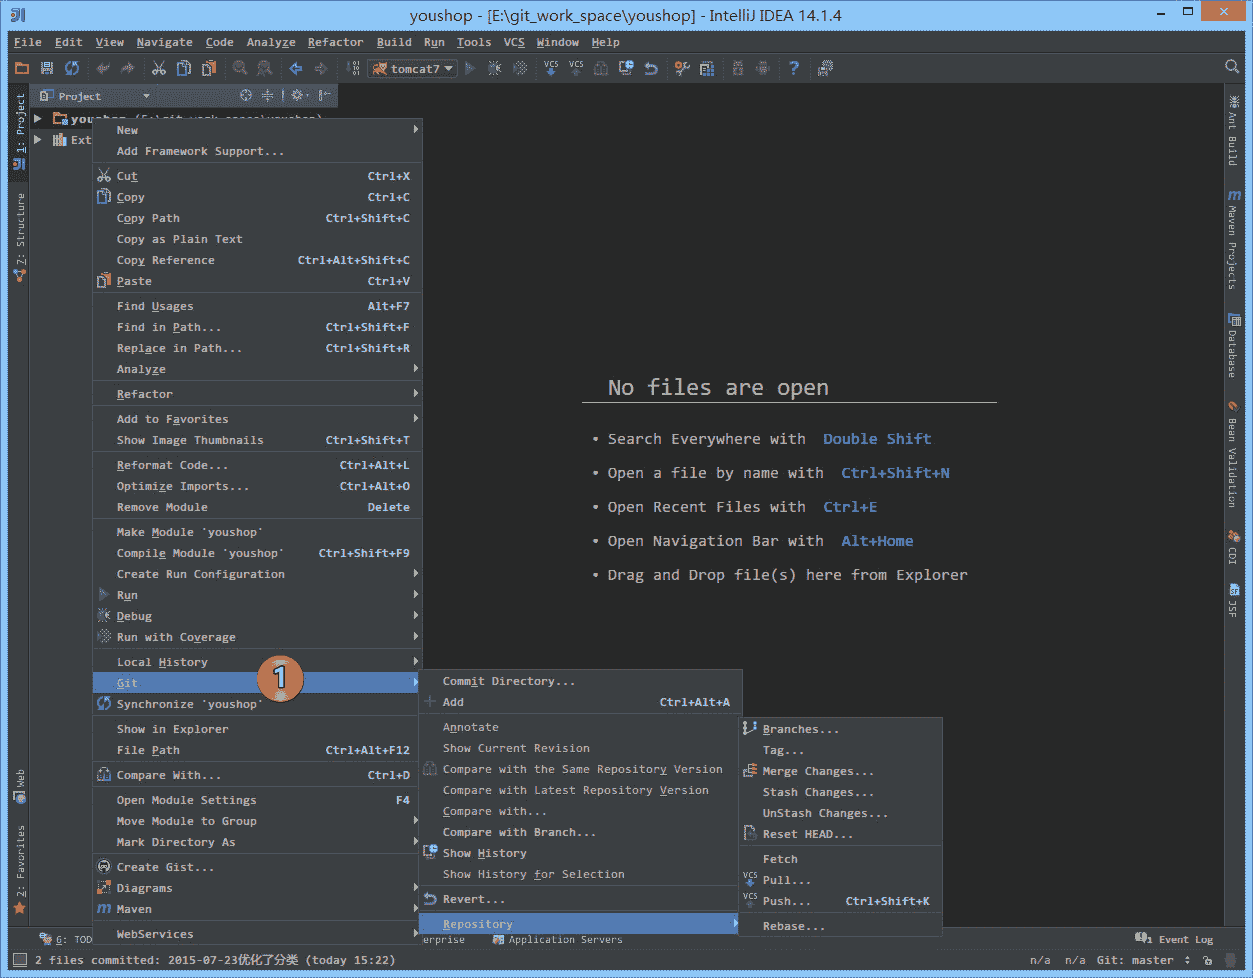 youshop - [E:\git_work_space\youshop] - IntelliJ IDEA 14.1.4
File Edit View Navigate Code Analyze Refactor Build Run Tools VCS Window Help
tomcat7
VCS VCS
Project
1: Project
7: Structure
Web
2: Favorites
Ext
New
Add Framework Support...
Cut Ctrl+X
Copy Ctrl+C
Copy Path Ctrl+Shift+C
Copy as Plain Text
Copy Reference Ctrl+Alt+Shift+C
Paste Ctrl+V
Find Usages Alt+F7
Find in Path... Ctrl+Shift+F
Replace in Path... Ctrl+Shift+R
Analyze
Refactor
Add to Favorites
Show Image Thumbnails Ctrl+Shift+T
Reformat Code... Ctrl+Alt+L
Optimize Imports... Ctrl+Alt+O
Remove Module Delete
Make Module 'youshop'
Compile Module 'youshop' Ctrl+Shift+F9
Create Run Configuration
Run
Debug
Run with Coverage
Local History
Git
1
Synchronize 'youshop'
Show in Explorer
File Path Ctrl+Alt+F12
Compare With... Ctrl+D
Open Module Settings F4
Move Module to Group
Mark Directory As
Create Gist...
Diagrams
Maven
WebServices
Commit Directory...
Add Ctrl+Alt+A
Annotate
Show Current Revision
Compare with the Same Repository Version
Compare with Latest Repository Version
Compare with...
Compare with Branch...
Show History
Show History for Selection
Revert...
Repository
Branches...
Tag...
Merge Changes...
Stash Changes...
UnStash Changes...
Reset HEAD...
Fetch
VCS Pull...
VCS Push... Ctrl+Shift+K
Rebase...
No files are open
• Search Everywhere with Double Shift
• Open a file by name with Ctrl+Shift+N
• Open Recent Files with Ctrl+E
• Open Navigation Bar with Alt+Home
• Drag and Drop file(s) here from Explorer
Ant Build
Maven Projects
Database
Bean Validation
CDI
JSF
6: TOD
erprise
Application Servers
1 Event Log
2 files committed: 2015-07-23优化了分类 (today 15:22)
n/a n/a Git: master